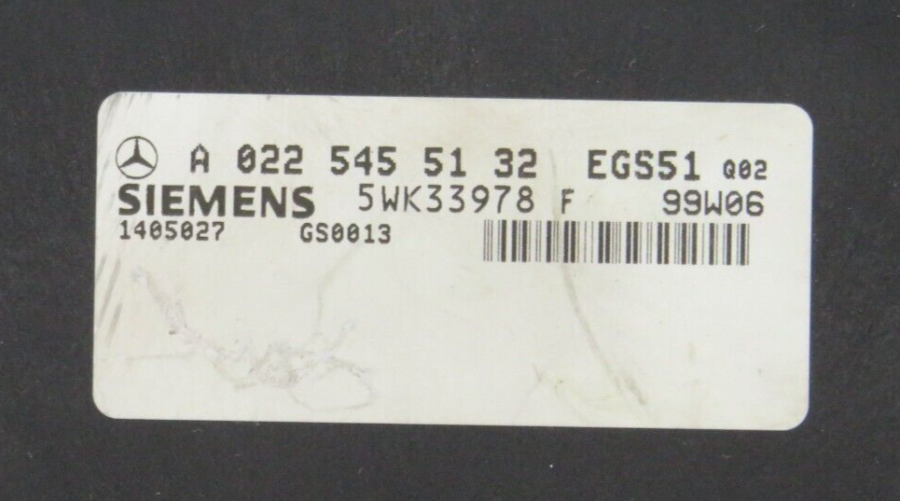 A 022 545 51 32 EGS51 Q02
SIEMENS 5WK33978 F 99W06
1405027 GS0013